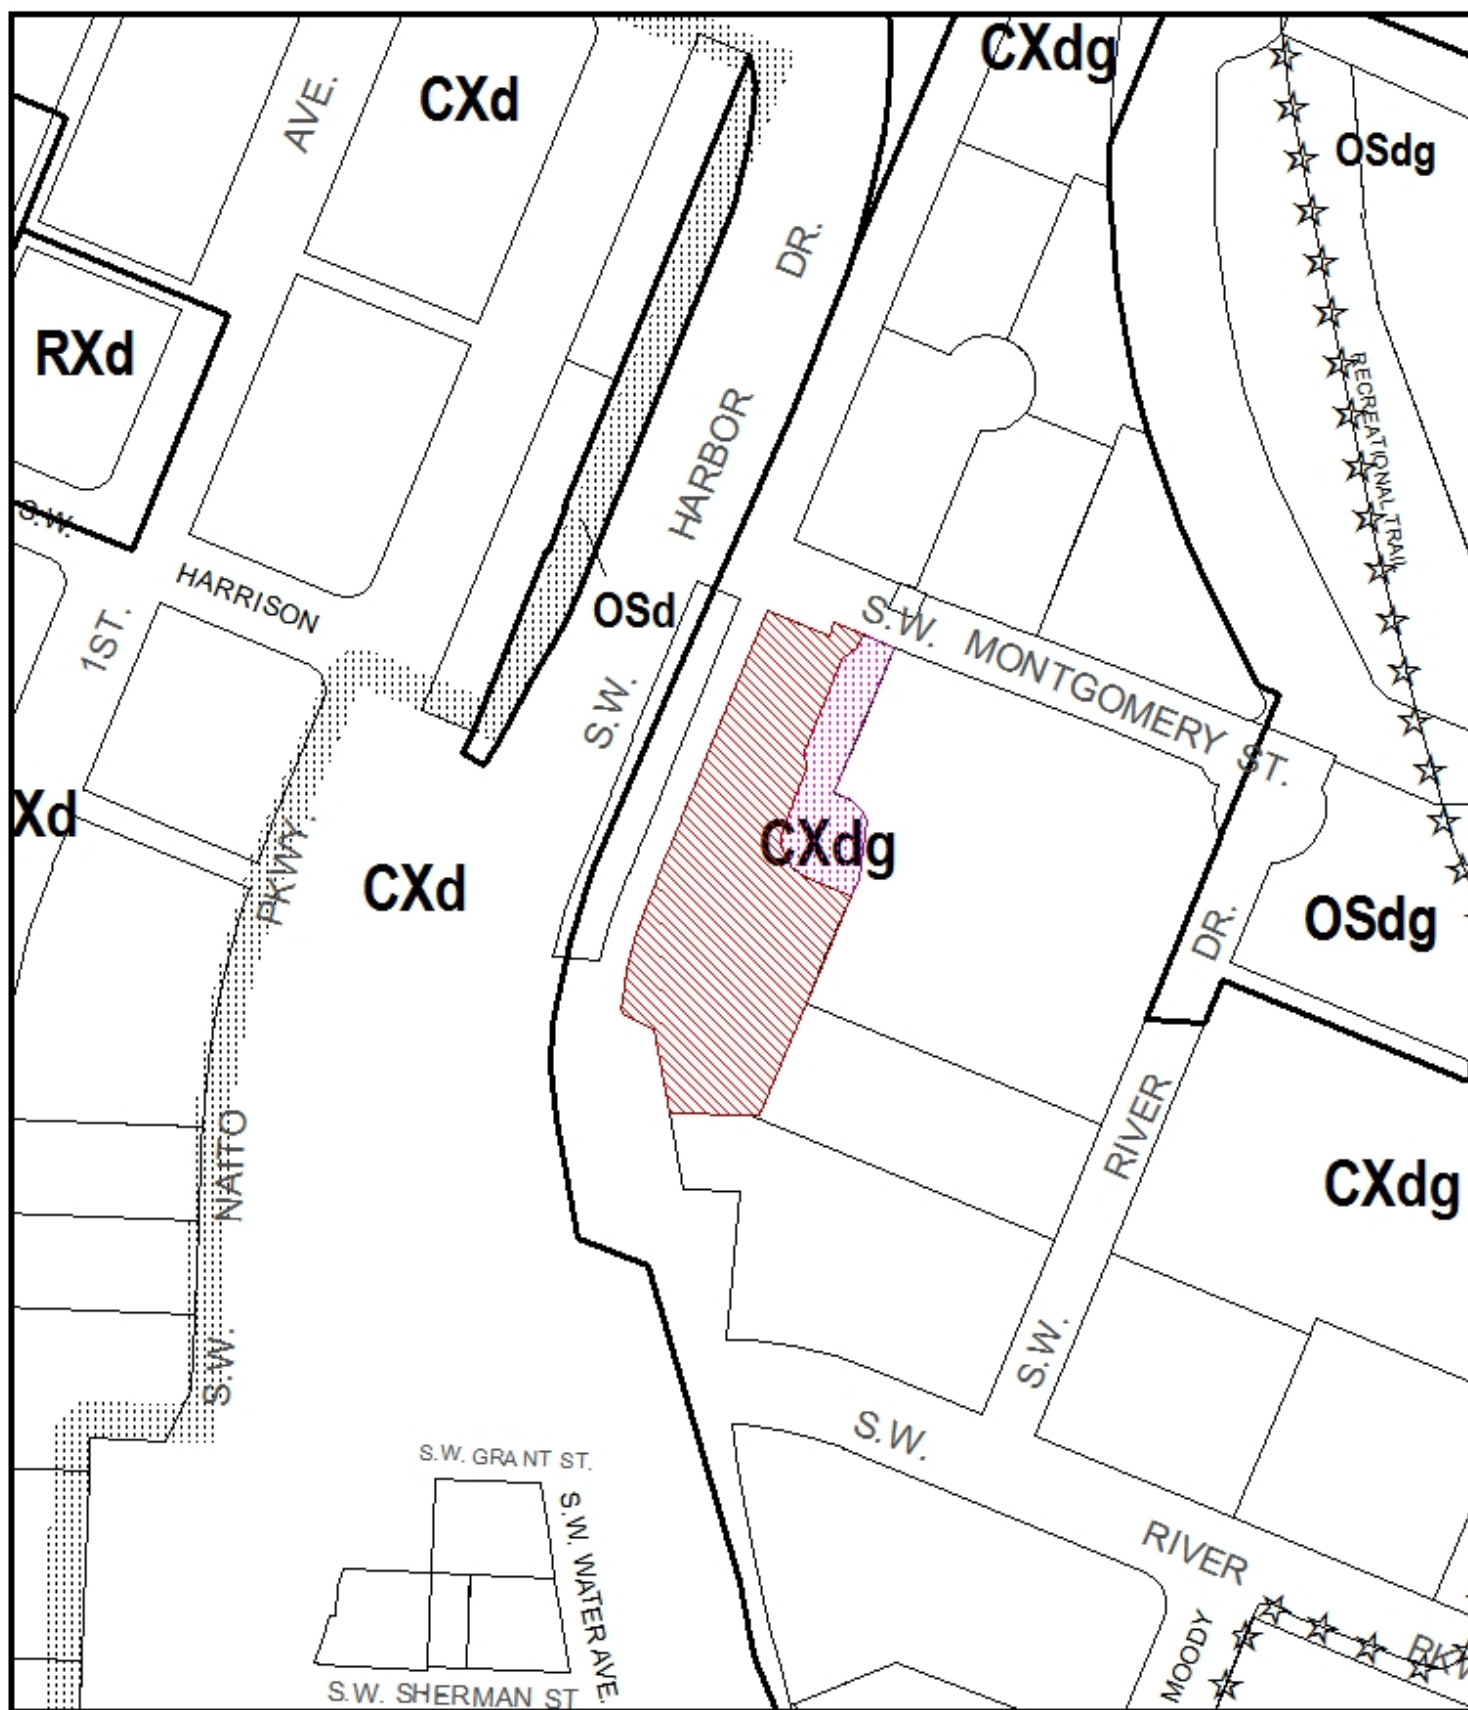 CXdg
CXd
AVE.
OSdg
DR.
RXd
RECREATIONAL TRAIL
HARBOR
S.W.
HARRISON
OSd
1ST.
S.W. MONTGOMERY ST.
S.W.
Xd
PKWY.
CXdg
CXd
DR.
OSdg
RIVER
NAITO
CXdg
S.W.
S.W.
S.W.
S.W. GRANT ST.
S.W. WATER AVE.
RIVER
MOODY
PKW
S.W. SHERMAN ST